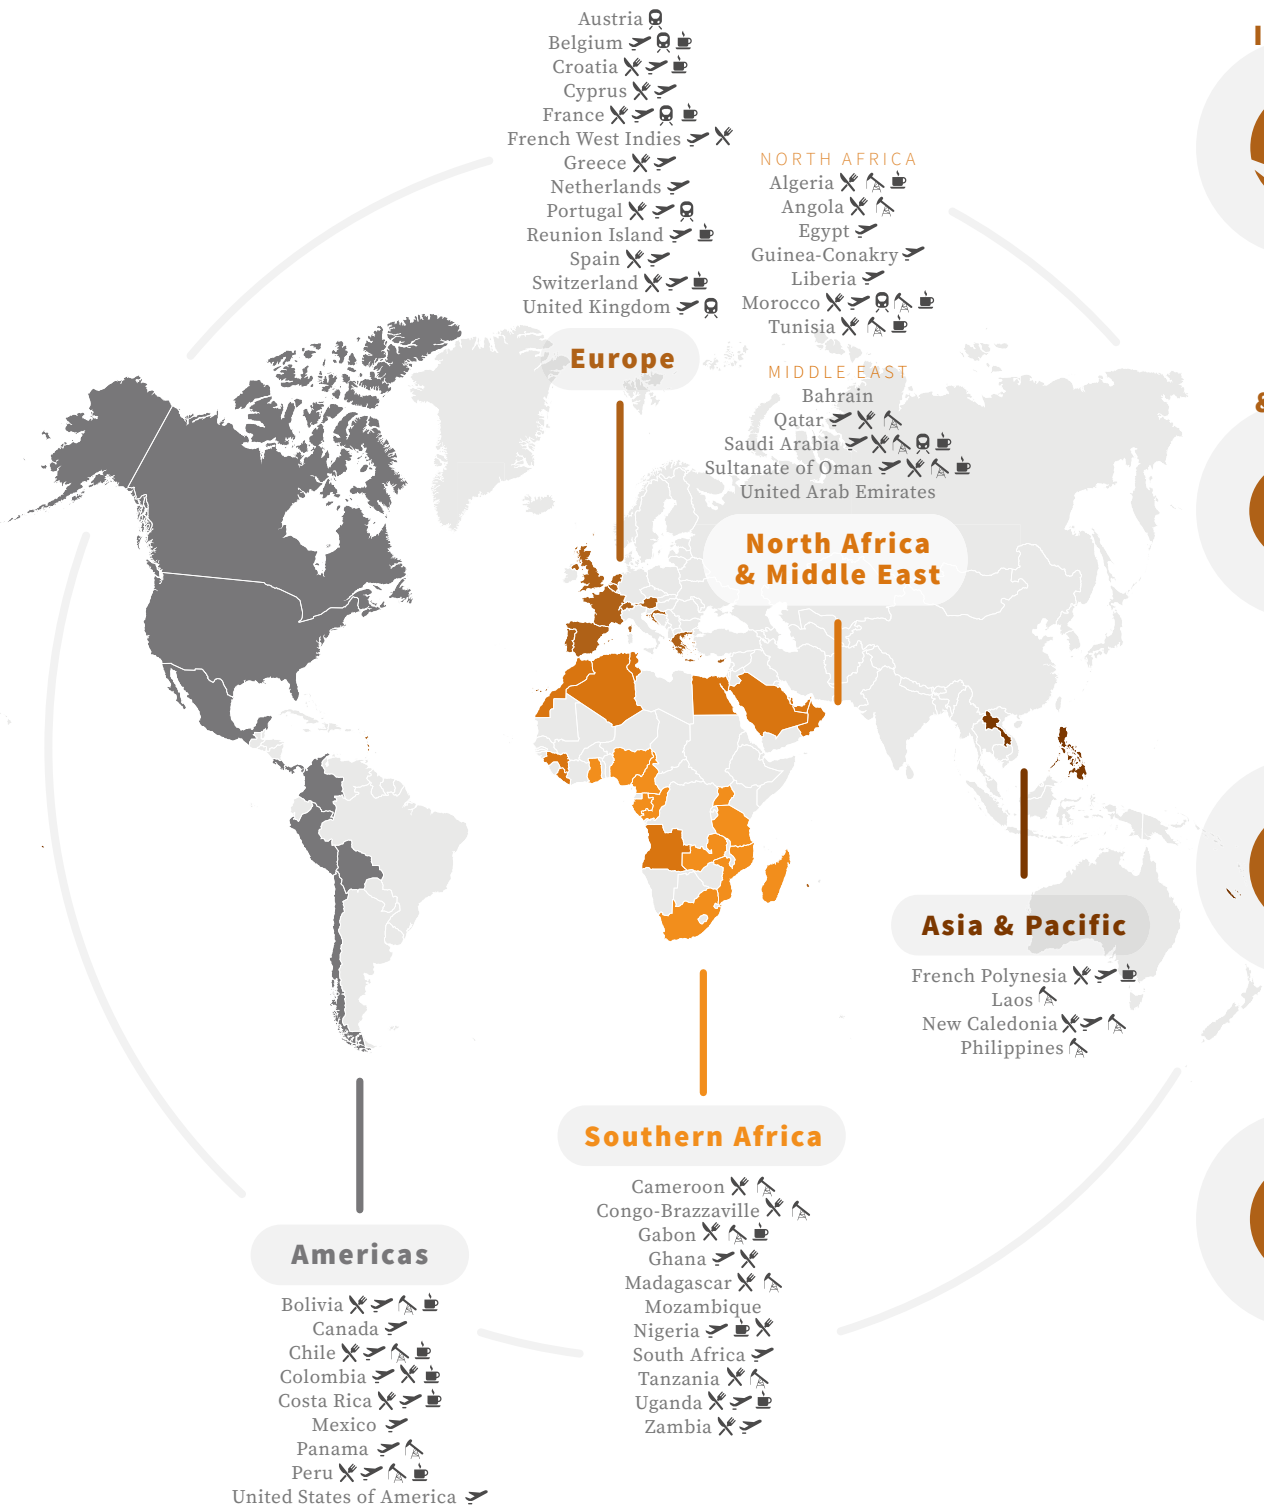 Austria
Belgium
Croatia
Cyprus
France
French West Indies
Greece
Netherlands
Portugal
Reunion Island
Spain
Switzerland
United Kingdom
Europe
NORTH AFRICA
Algeria
Angola
Egypt
Guinea-Conakry
Liberia
Morocco
Tunisia
MIDDLE EAST
Bahrain
Qatar
Saudi Arabia
Sultanate of Oman
United Arab Emirates
North Africa
& Middle East
Asia & Pacific
French Polynesia
Laos
New Caledonia
Philippines
Southern Africa
Cameroon
Congo-Brazzaville
Gabon
Ghana
Madagascar
Mozambique
Nigeria
South Africa
Tanzania
Uganda
Zambia
Americas
Bolivia
Canada
Chile
Colombia
Costa Rica
Mexico
Panama
Peru
United States of America